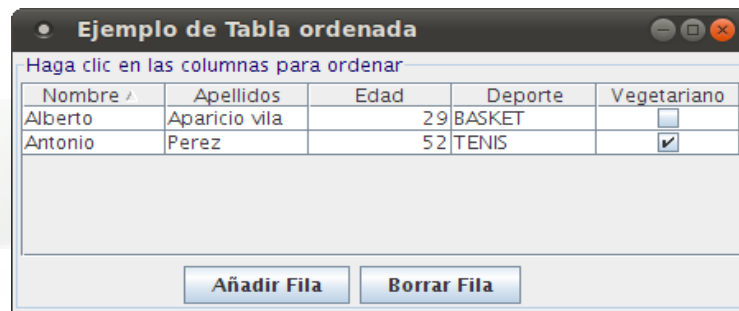 Ejemplo de Tabla ordenada
Haga clic en las columnas para ordenar
Nombre Apellidos Edad Deporte Vegetariano
Alberto Aparicio vila 29 BASKET
Antonio Perez 52 TENIS
Añadir Fila Borrar Fila